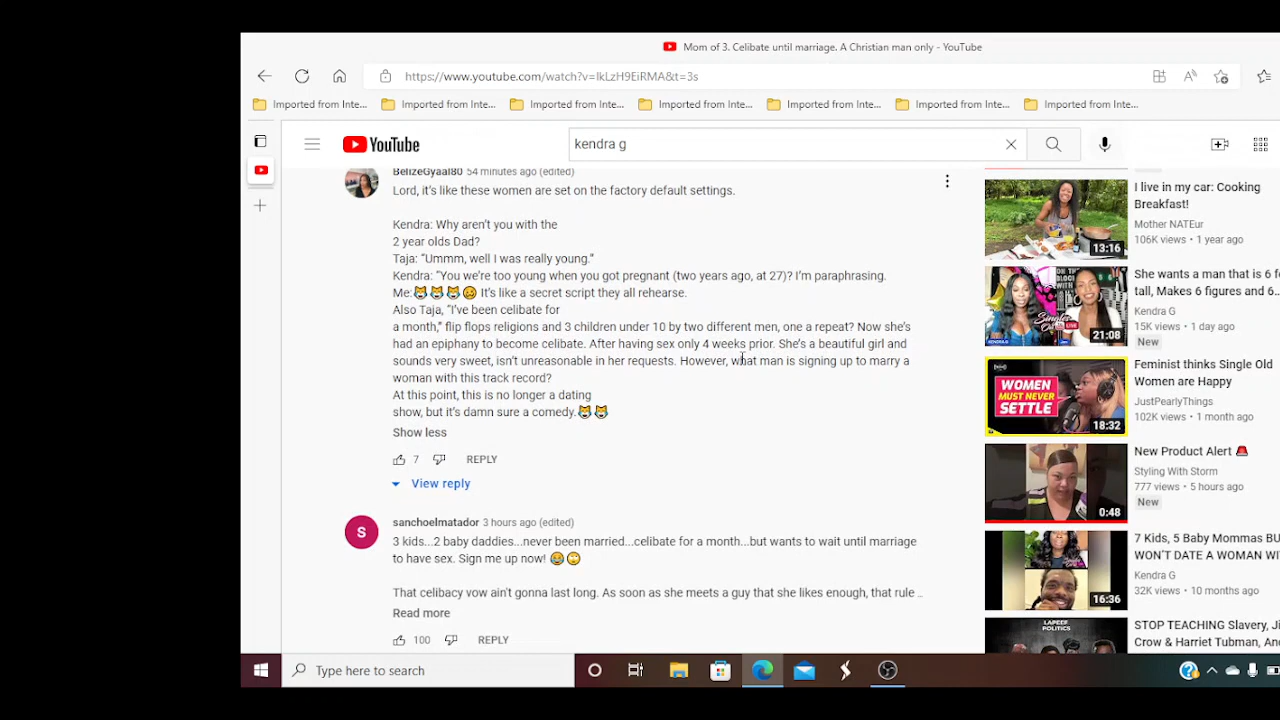 Mom of 3. Celibate until marriage. A Christian man only - YouTube
https://www.youtube.com/watch?v=lkLzH9EiRMA&t=3s
Imported from Inte...
Imported from Inte...
Imported from Inte...
Imported from Inte...
Imported from Inte...
Imported from Inte...
Imported from Inte...
YouTube
kendra g
BelizeGyaal80 54 minutes ago (edited)
Lord, it's like these women are set on the factory default settings.
Kendra: Why aren't you with the
2 year olds Dad?
Taja: "Ummm, well I was really young."
Kendra: "You we're too young when you got pregnant (two years ago, at 27)? I'm paraphrasing.
Me: It's like a secret script they all rehearse.
Also Taja, "I've been celibate for
a month," flip flops religions and 3 children under 10 by two different men, one a repeat? Now she's
had an epiphany to become celibate. After having sex only 4 weeks prior. She's a beautiful girl and
sounds very sweet, isn't unreasonable in her requests. However, what man is signing up to marry a
woman with this track record?
At this point, this is no longer a dating
show, but it's damn sure a comedy.
Show less
7 REPLY
View reply
S
sanchoelmatador 3 hours ago (edited)
3 kids...2 baby daddies...never been married...celibate for a month...but wants to wait until marriage
to have sex. Sign me up now!
That celibacy vow ain't gonna last long. As soon as she meets a guy that she likes enough, that rule ..
Read more
100 REPLY
I live in my car: Cooking
Breakfast!
Mother NATEur
106K views • 1 year ago
13:16
She wants a man that is 6 f
tall, Makes 6 figures and 6
Kendra G
15K views • 1 day ago
21:08
Feminist thinks Single Old
Women are Happy
JustPearlyThings
102K views • 1 month ago
WOMEN
MUST NEVER
SETTLE
18:32
New Product Alert
Styling With Storm
777 views • 5 hours ago
New
0:48
7 Kids, 5 Baby Mommas BU
WON'T DATE A WOMAN WI
Kendra G
32K views • 10 months ago
16:36
STOP TEACHING Slavery, Ji
Crow & Harriet Tubman, And
LAPEEF
POLITICS
Type here to search